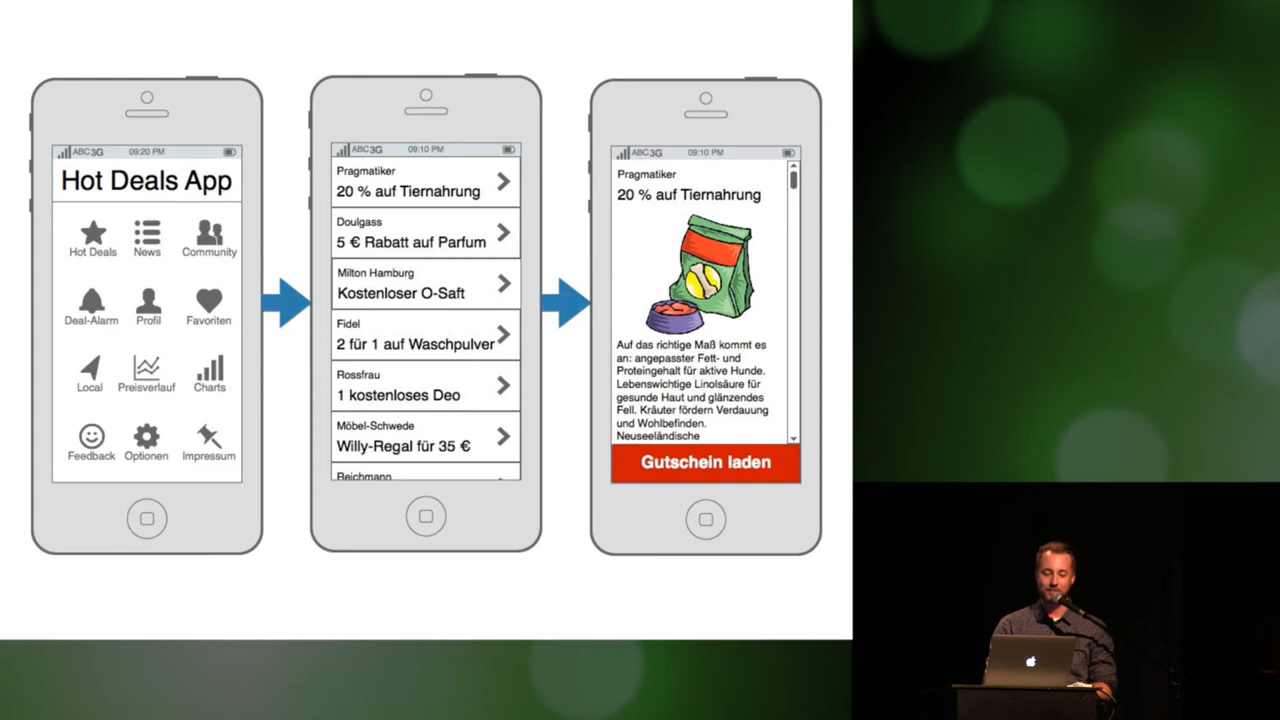 ABC 3G 09:20 PM
Hot Deals App
Hot Deals News Community
Deal-Alarm Profil Favoriten
Local Preisverlauf Charts
Feedback Optionen Impressum
ABC 3G 09:10 PM
Pragmatiker
20 % auf Tiernahrung
Doulgass
5 € Rabatt auf Parfum
Milton Hamburg
Kostenloser O-Saft
Fidel
2 für 1 auf Waschpulver
Rossfrau
1 kostenloses Deo
Möbel-Schwede
Willy-Regal für 35 €
Reichmann
ABC 3G 09:10 PM
Pragmatiker
20 % auf Tiernahrung
Auf das richtige Maß kommt es
an: angepasster Fett- und
Proteingehalt für aktive Hunde.
Lebenswichtige Linolsäure für
gesunde Haut und glänzendes
Fell. Kräuter fördern Verdauung
und Wohlbefinden.
Neuseeländische
Gutschein laden